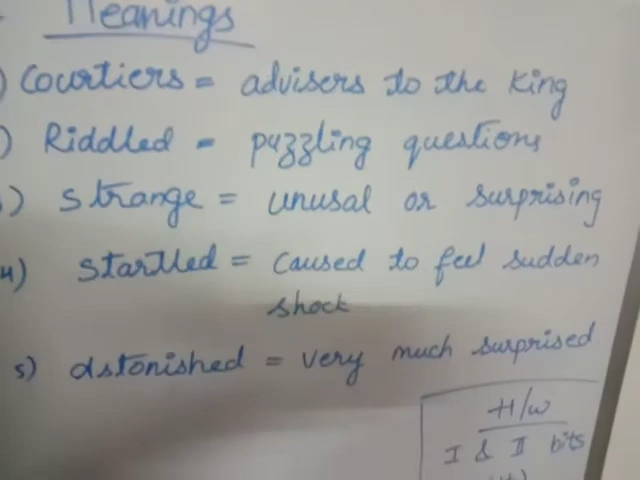 Meanings
) Courtiers = advisers to the King
) Riddled = puzzling questions
) Strange = unusal or surprising
4) Startled = Caused to feel sudden
shock
5) Astonished = very much surprised
H/W
I & II bits